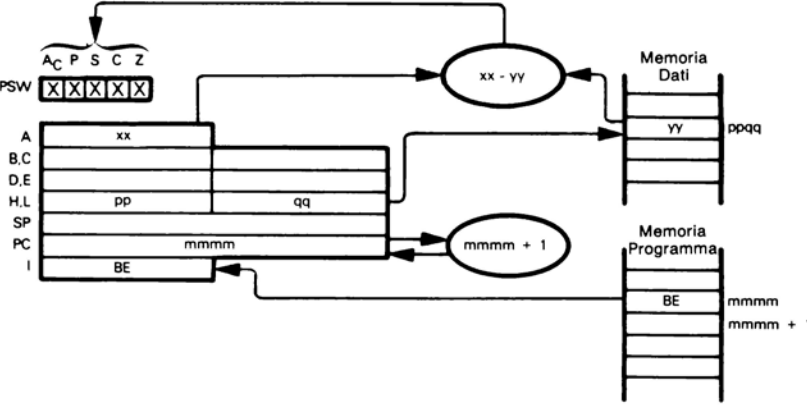 A_C P S C Z
PSW X X X X X
xx - yy
Memoria
Dati
yy ppqq
A xx
B,C
D,E
H,L pp qq
SP
PC mmmm
I BE
mmmm + 1
Memoria
Programma
BE mmmm
mmmm +